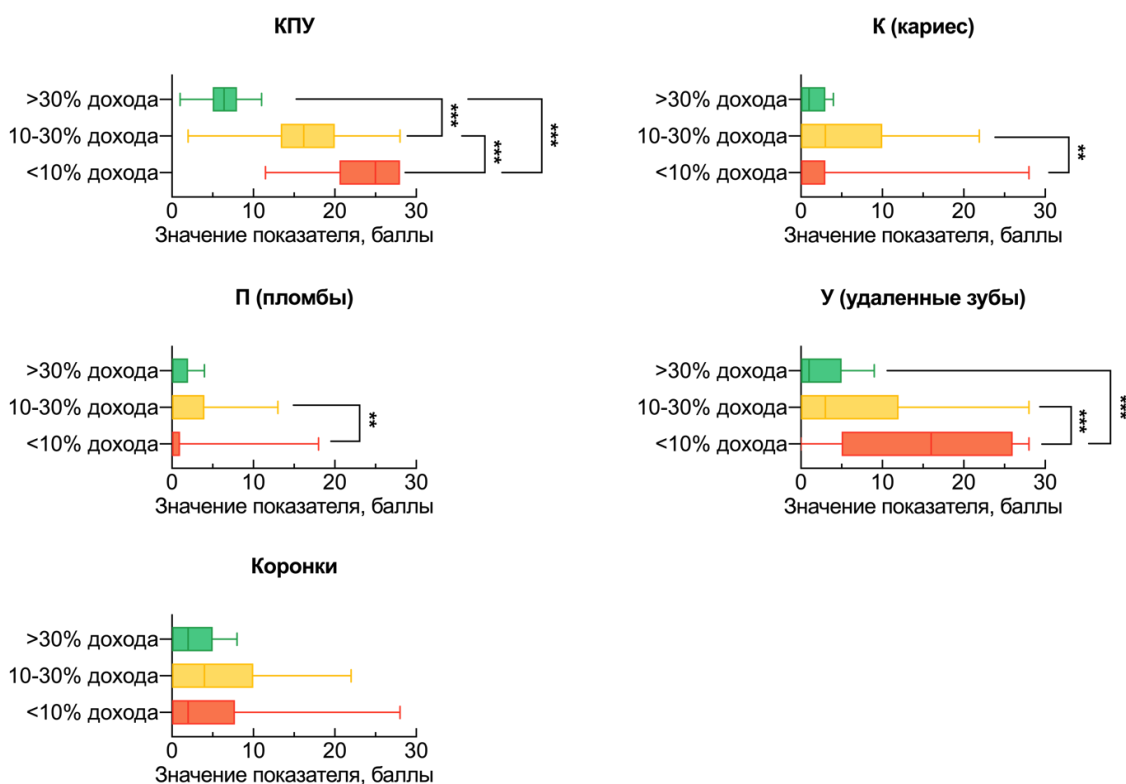 КПУ
>30% дохода
10-30% дохода
<10% дохода
***
***
***
0 10 20 30
Значение показателя, баллы
К (кариес)
>30% дохода
10-30% дохода
<10% дохода
**
0 10 20 30
Значение показателя, баллы
П (пломбы)
>30% дохода
10-30% дохода
<10% дохода
**
0 10 20 30
Значение показателя, баллы
У (удаленные зубы)
>30% дохода
10-30% дохода
<10% дохода
***
***
0 10 20 30
Значение показателя, баллы
Коронки
>30% дохода
10-30% дохода
<10% дохода
0 10 20 30
Значение показателя, баллы